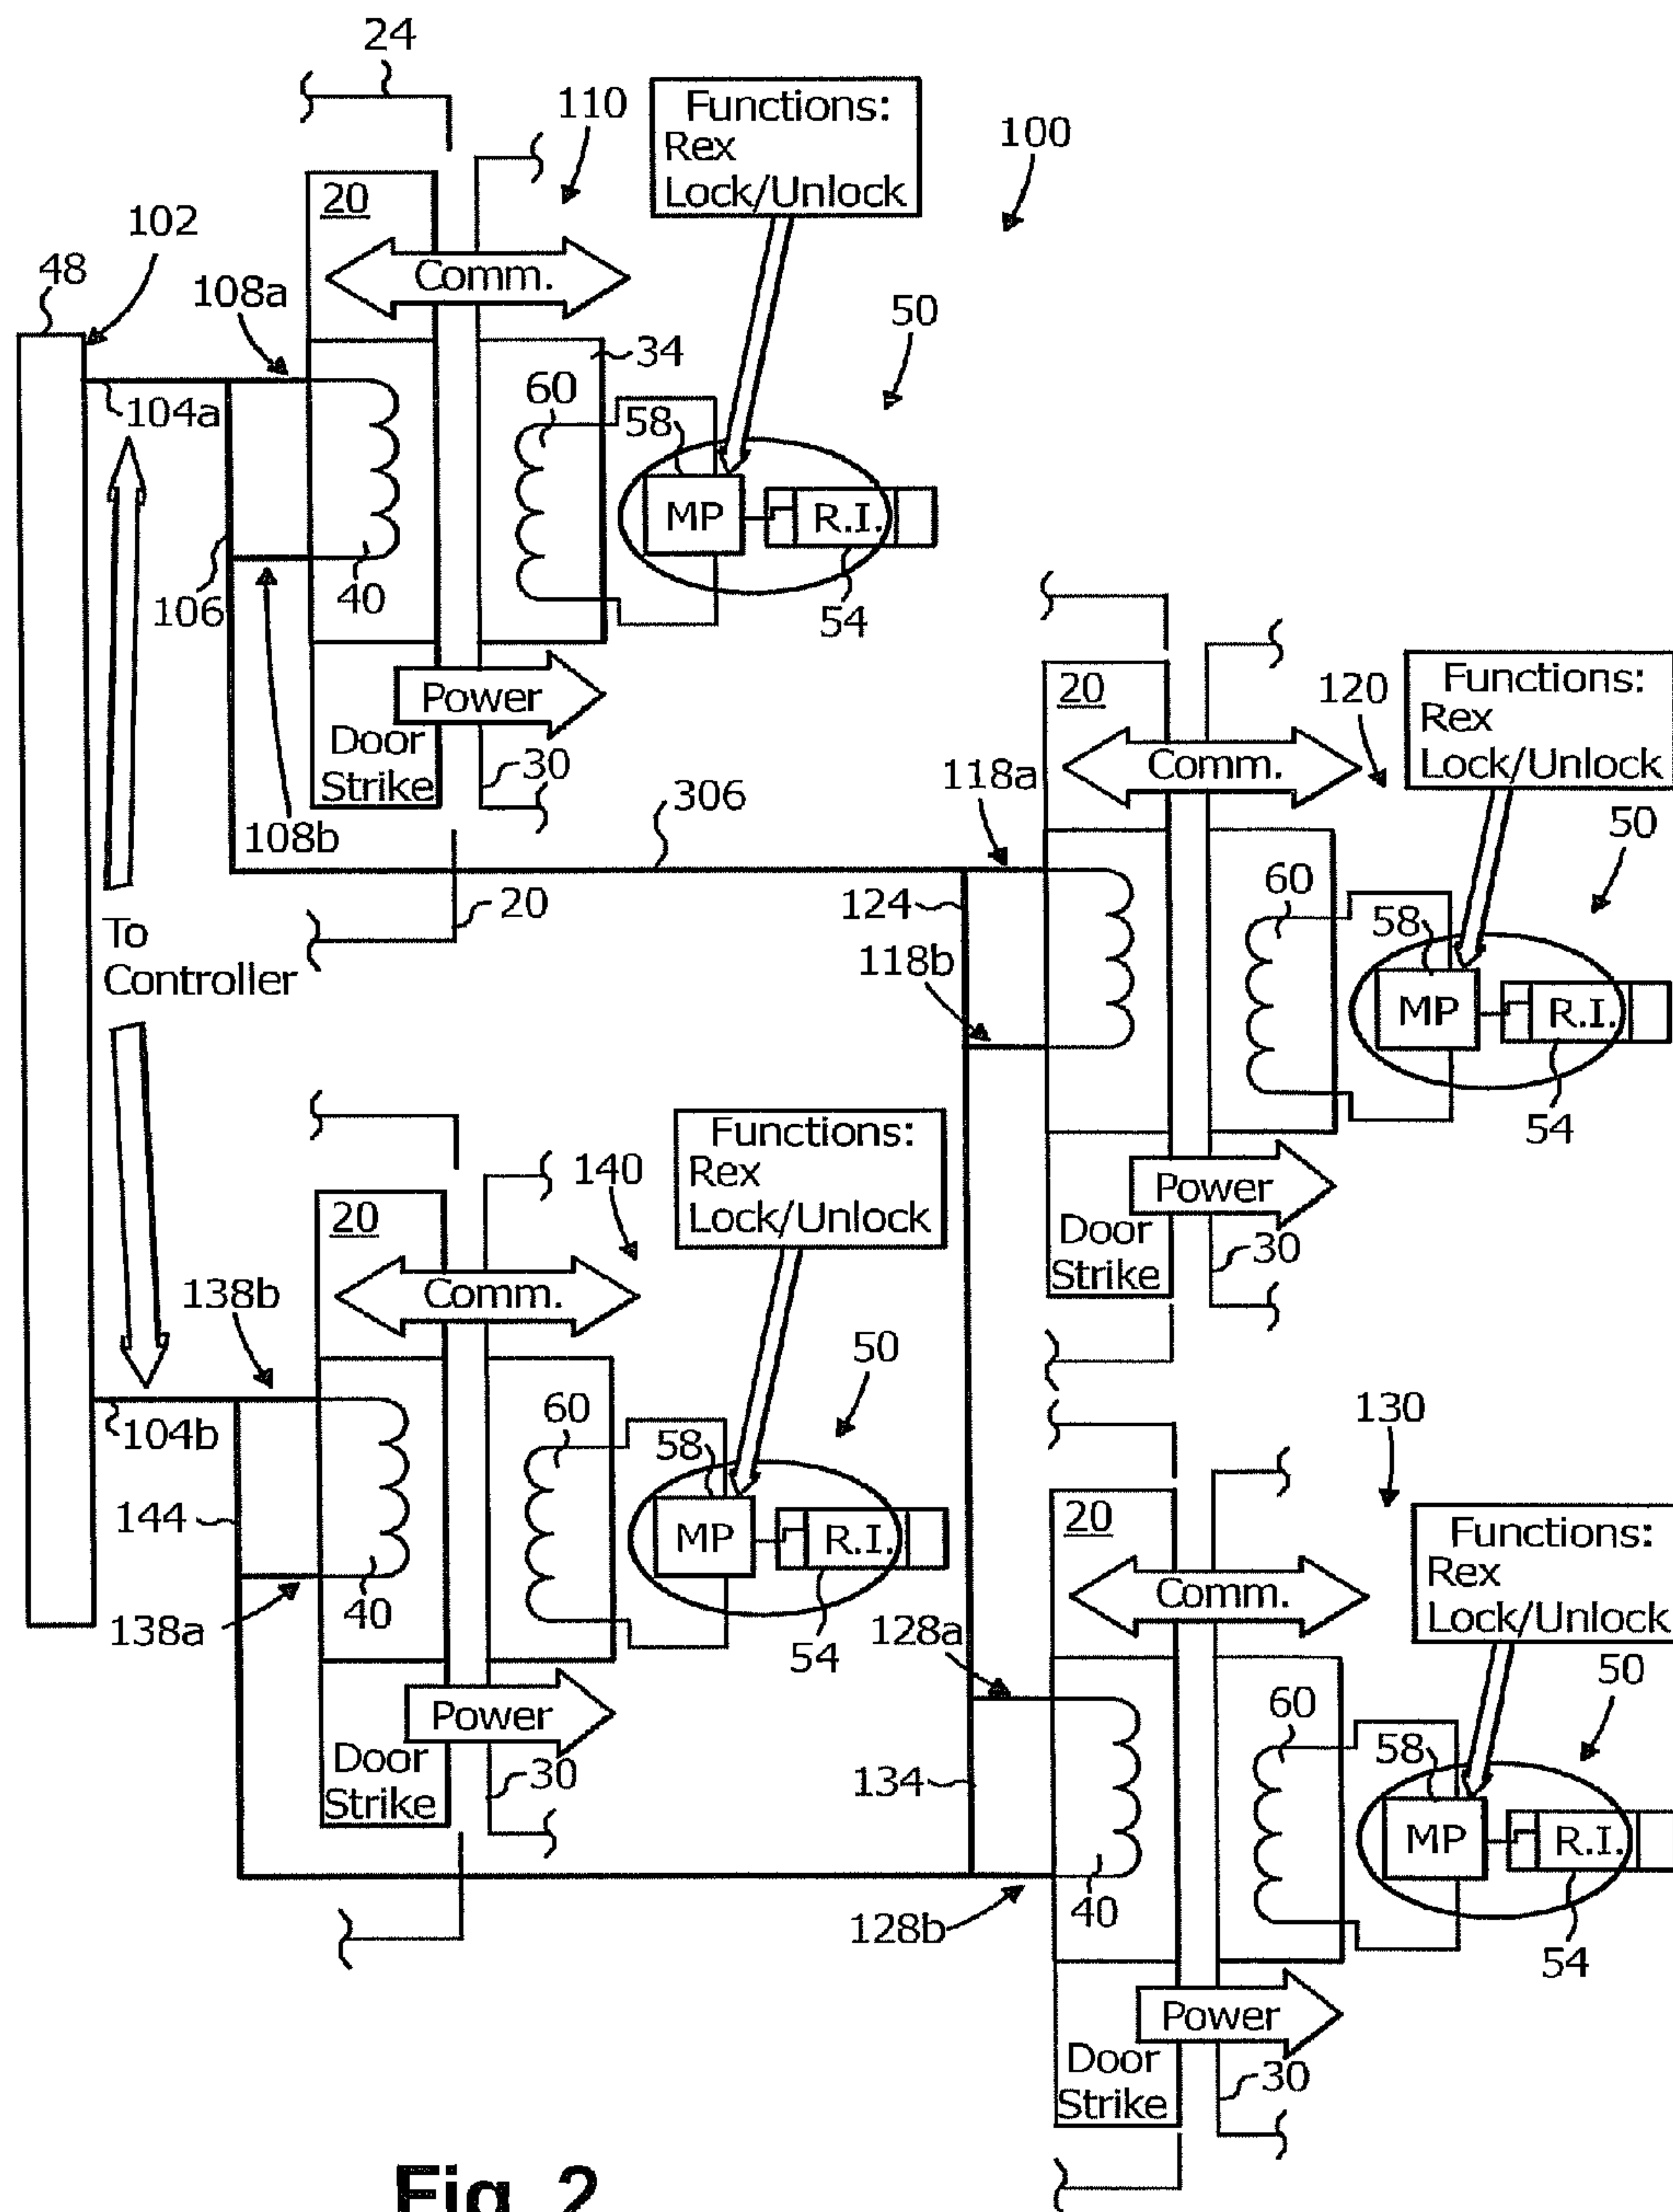 24
110
Functions:
Rex
Lock/Unlock
100
20
102
48
108a
Comm.
50
34
104a
60
58
MP
R.I.
106
40
54
Power
Door
Strike
30
108b
306
20
To
Controller
20
120
Functions:
Rex
Lock/Unlock
118a
Comm.
50
124
60
58
118b
MP
R.I.
54
Power
Door
Strike
30
140
Functions:
Rex
Lock/Unlock
20
138b
Comm.
50
104b
60
58
144
MP
R.I.
138a
40
54
Power
Door
Strike
30
130
20
Functions:
Rex
Lock/Unlock
Comm.
50
128a
60
58
134
MP
R.I.
128b
40
54
Power
Door
Strike
30
Fig. 2